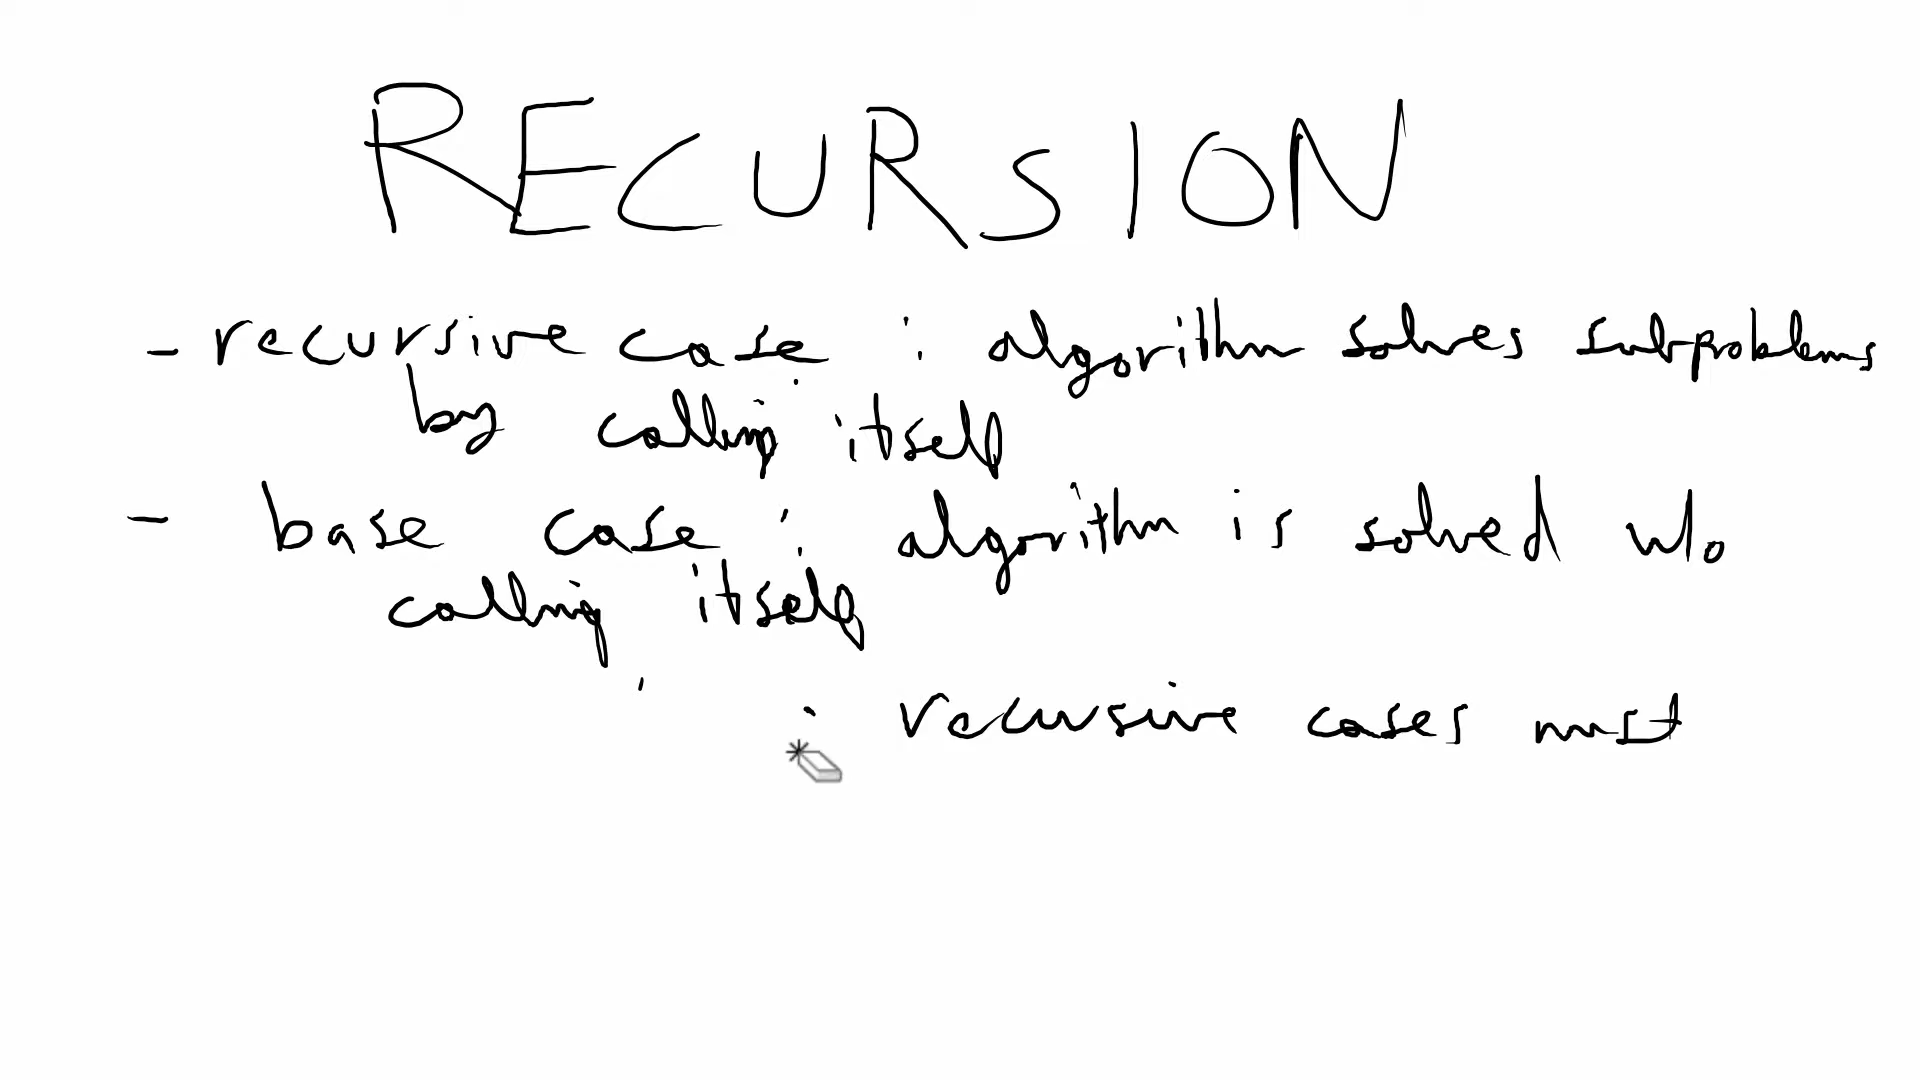 RECURSION
- recursive case : algorithm solves subproblems
by calling itself
- base case : algorithm is solved w/o
calling itself
: recursive cases must